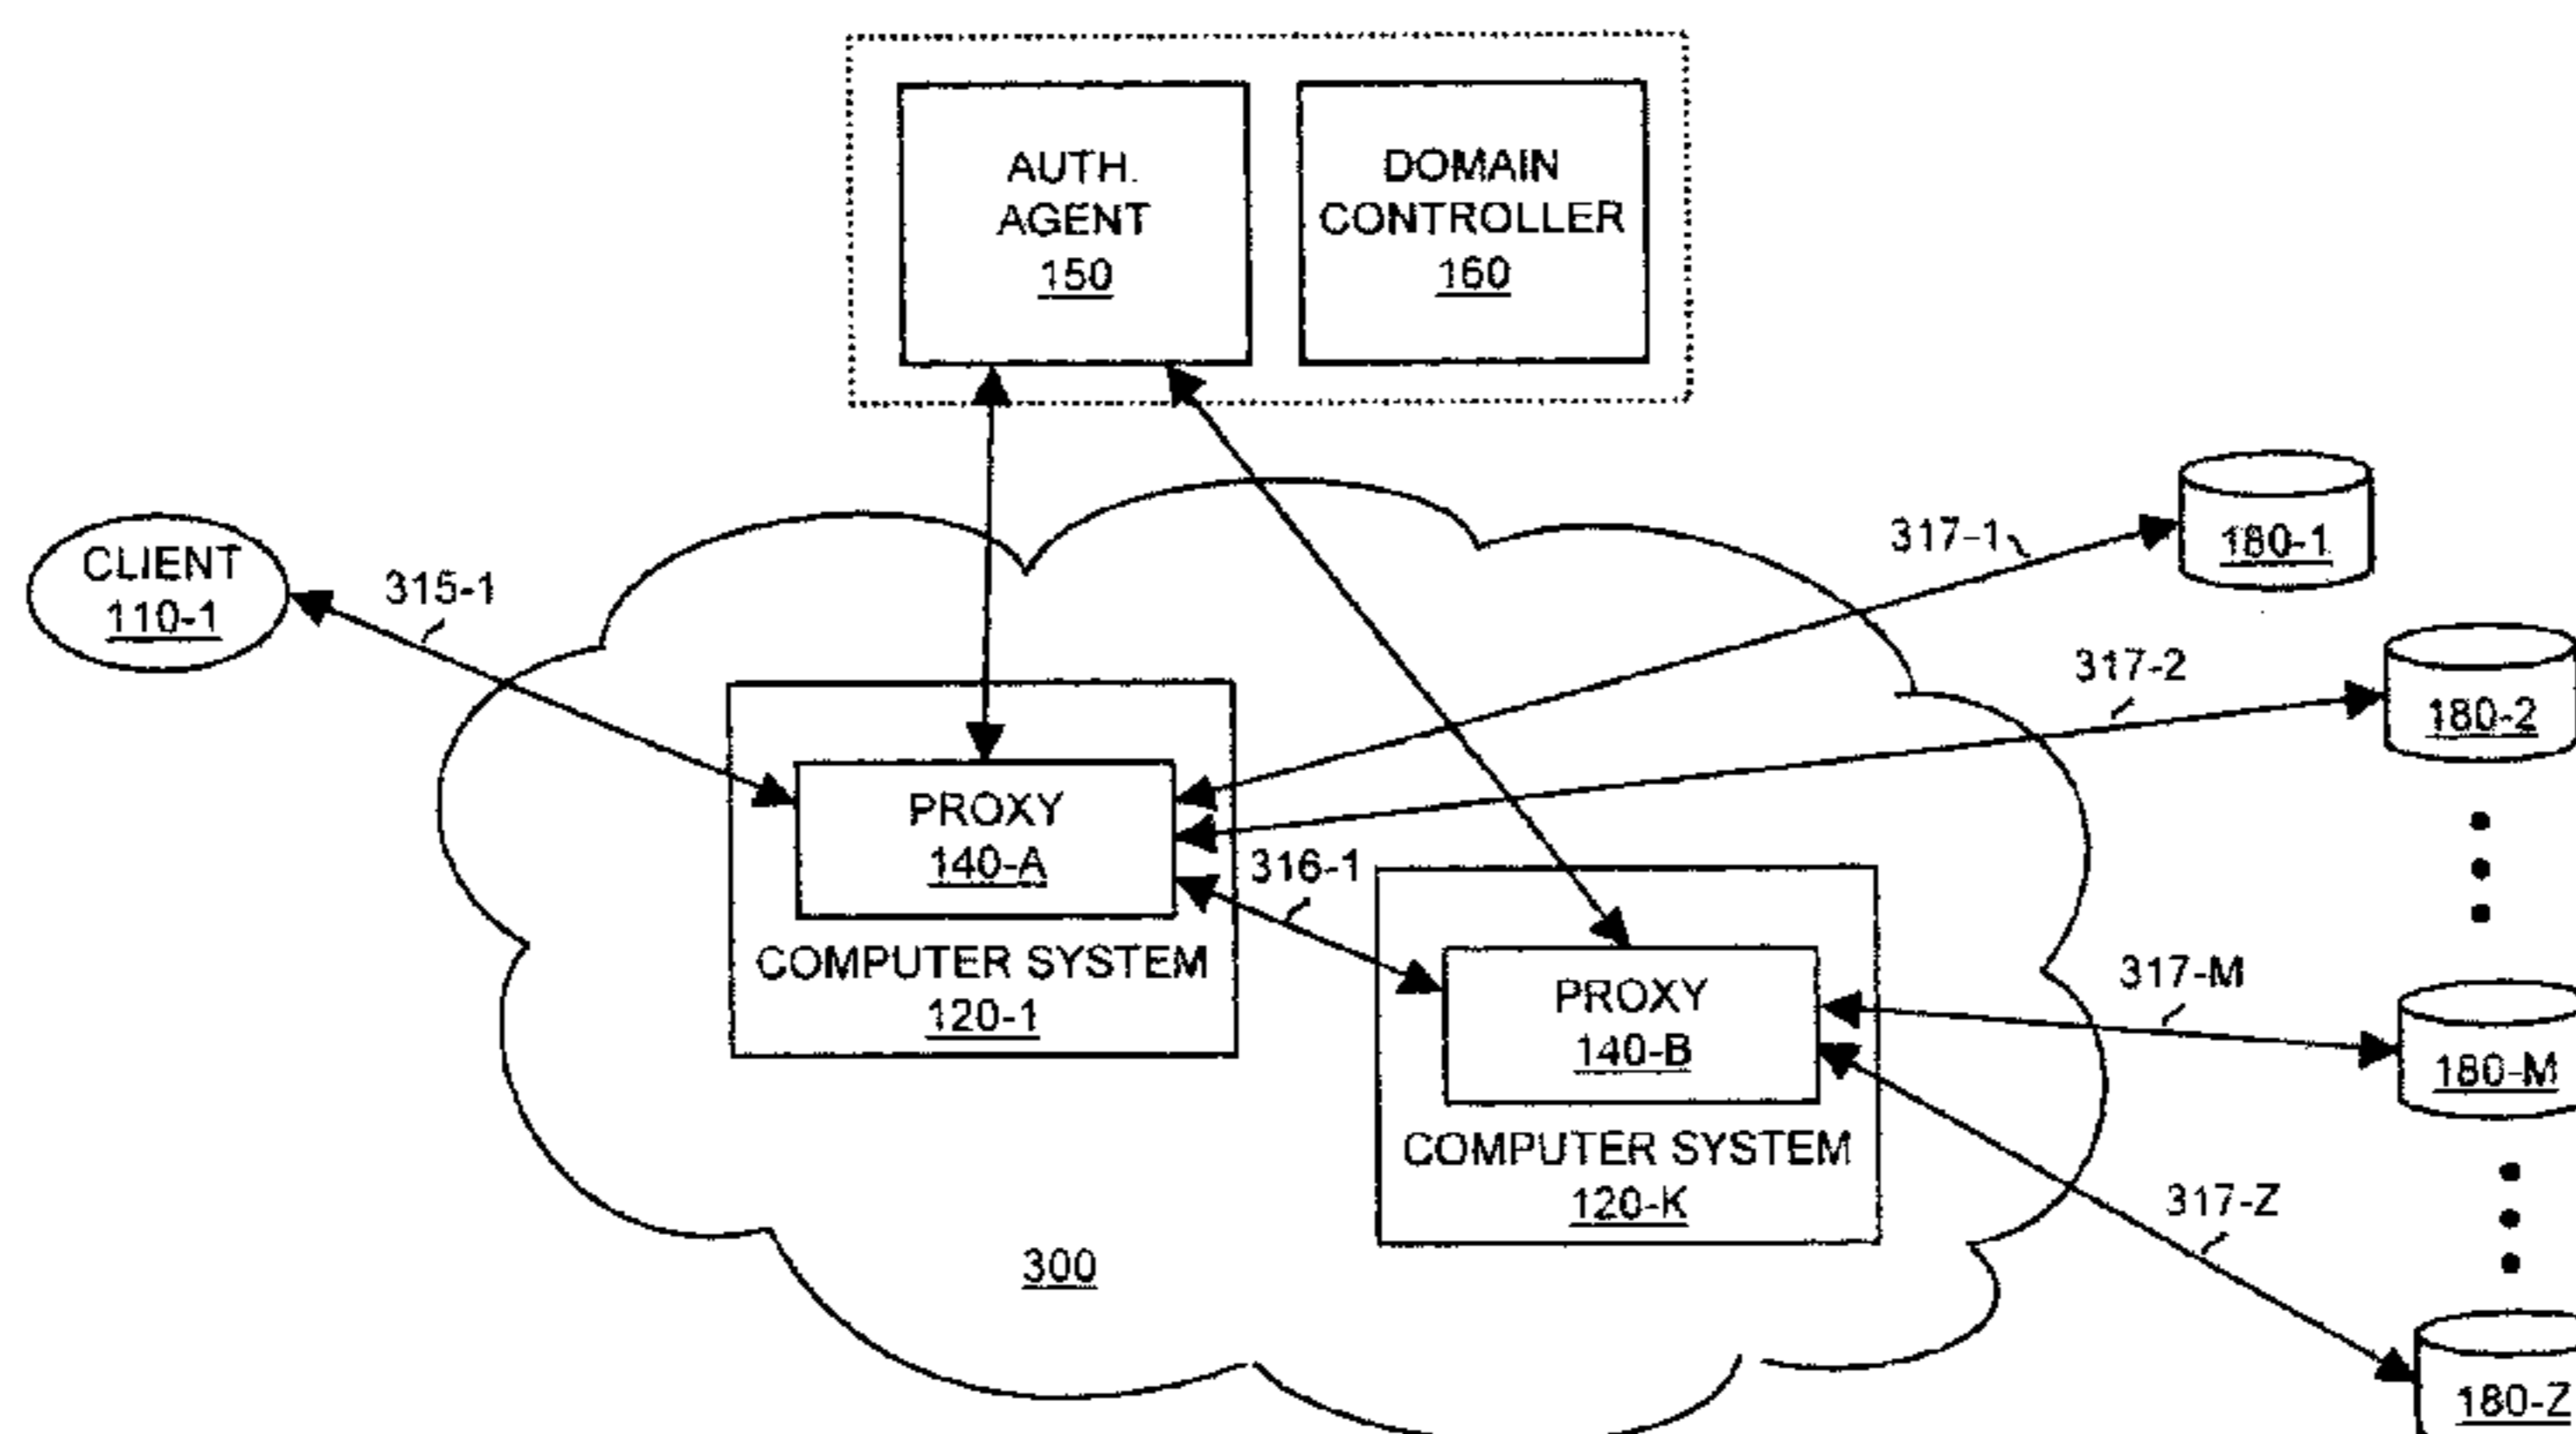 AUTH.
AGENT
150
DOMAIN
CONTROLLER
160
CLIENT
110-1
315-1
317-1
180-1
317-2
180-2
PROXY
140-A
316-1
COMPUTER SYSTEM
120-1
PROXY
140-B
317-M
180-M
COMPUTER SYSTEM
120-K
317-Z
300
180-Z